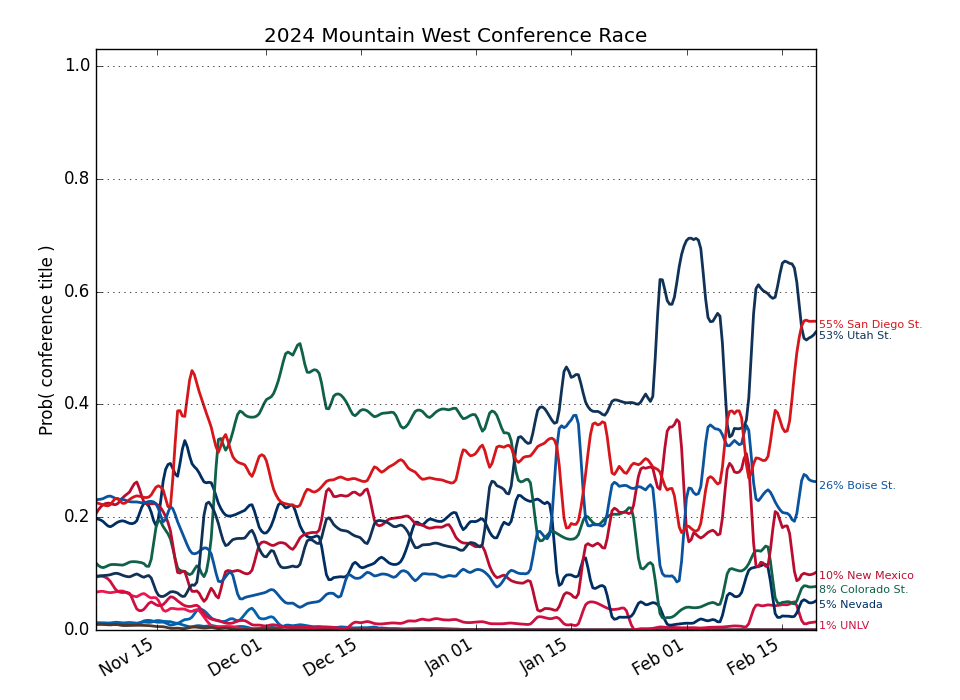 2024 Mountain West Conference Race
Prob( conference title )
1.0
0.8
0.6
0.4
0.2
0.0
Nov 15
Dec 01
Dec 15
Jan 01
Jan 15
Feb 01
Feb 15
55% San Diego St.
53% Utah St.
26% Boise St.
10% New Mexico
8% Colorado St.
5% Nevada
1% UNLV